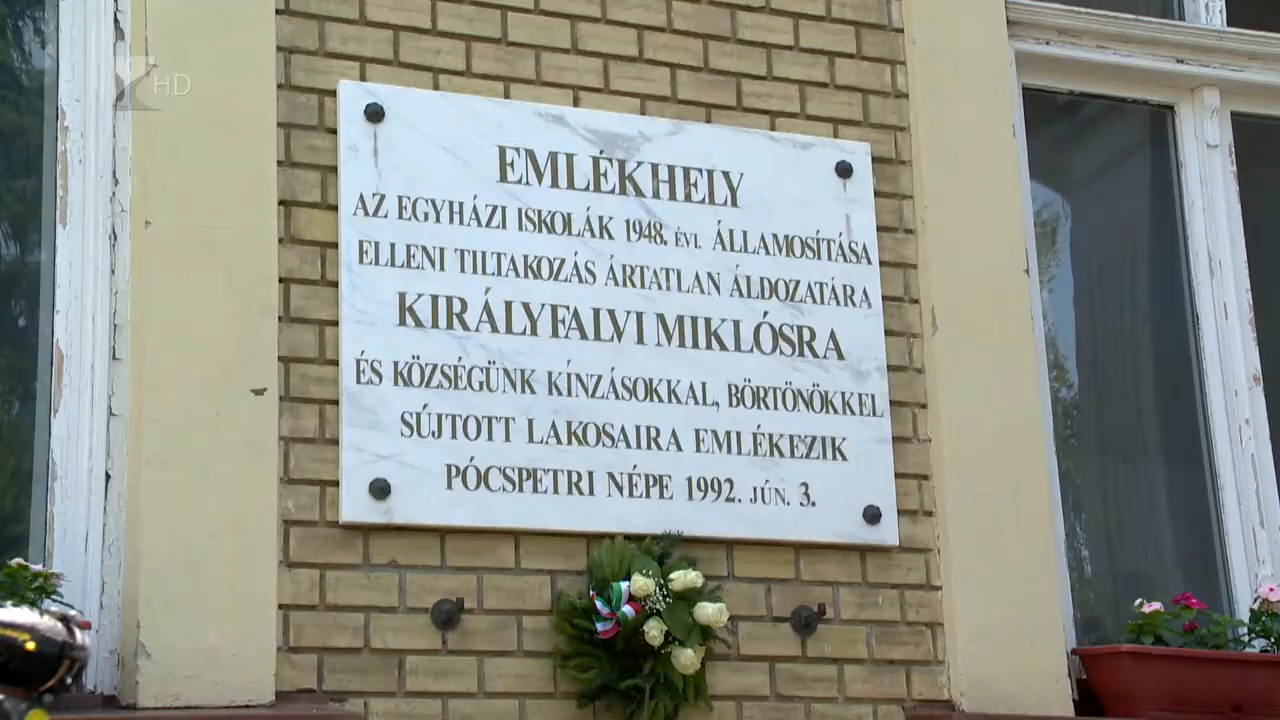 HD
EMLÉKHELY
AZ EGYHÁZI ISKOLÁK 1948. ÉVI. ÁLLAMOSÍTÁSA
ELLENI TILTAKOZÁS ÁRTATLAN ÁLDOZATÁRA
KIRÁLYFALVI MIKLÓSRA
ÉS KÖZSÉGÜNK KÍNZÁSOKKAL, BÖRTÖNÖKKEL
SÚJTOTT LAKOSAIRA EMLÉKEZIK
PÓCSPETRI NÉPE 1992. JÚN. 3.